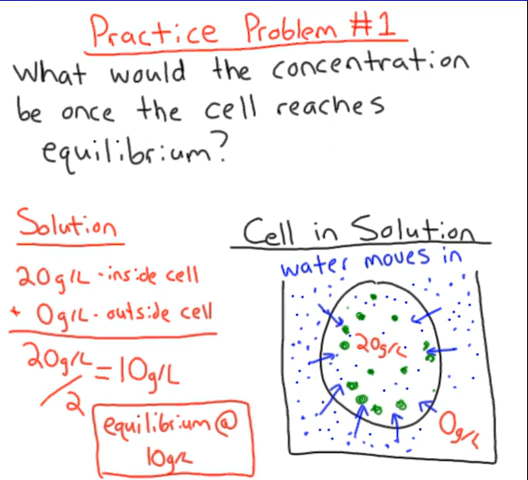 Practice Problem #1
What would the concentration
be once the cell reaches
equilibrium?
Solution
20g/L - inside cell
+ 0g/L - outside cell
20g/L / 2 = 10g/L
equilibrium @
10g/L
Cell in Solution
water moves in
20g/L
0g/L